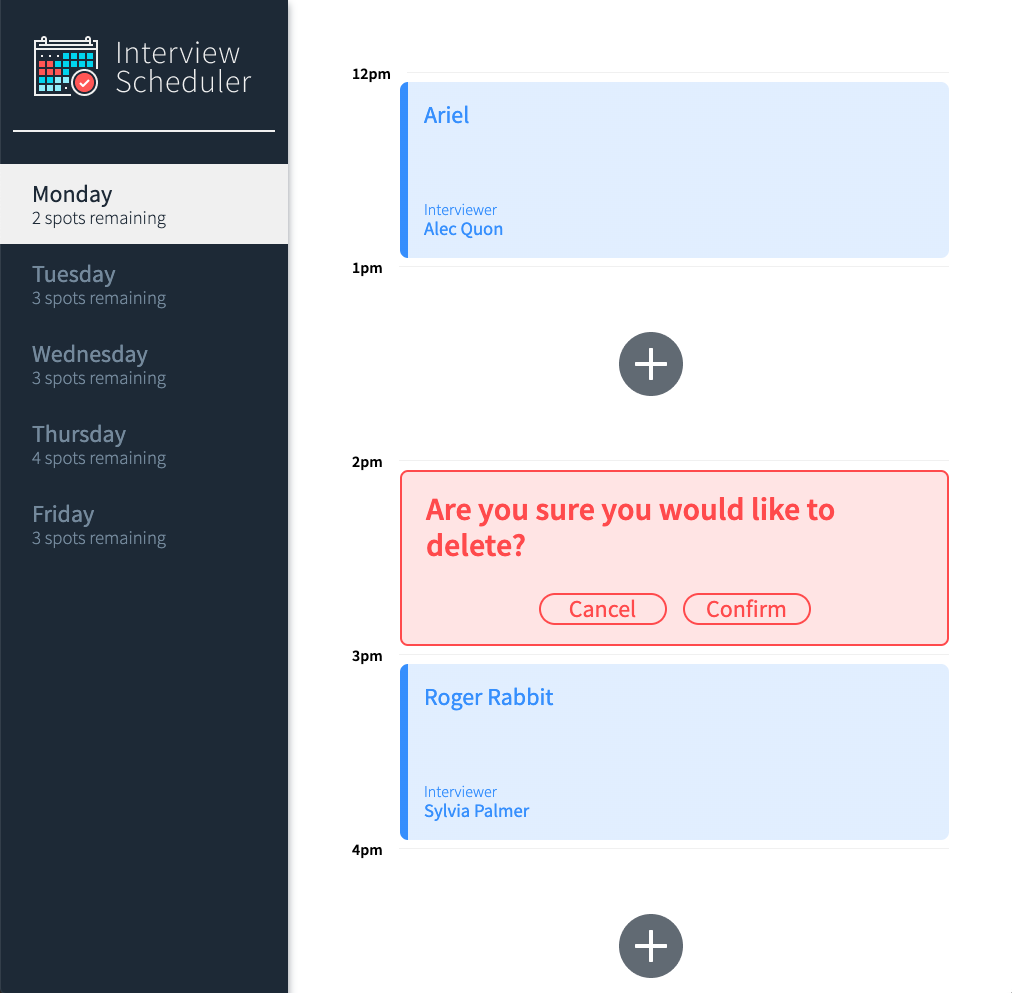 Interview
Scheduler
Monday
2 spots remaining
Tuesday
3 spots remaining
Wednesday
3 spots remaining
Thursday
4 spots remaining
Friday
3 spots remaining
12pm
Ariel
Interviewer
Alec Quon
1pm
2pm
Are you sure you would like to
delete?
Cancel Confirm
3pm
Roger Rabbit
Interviewer
Sylvia Palmer
4pm